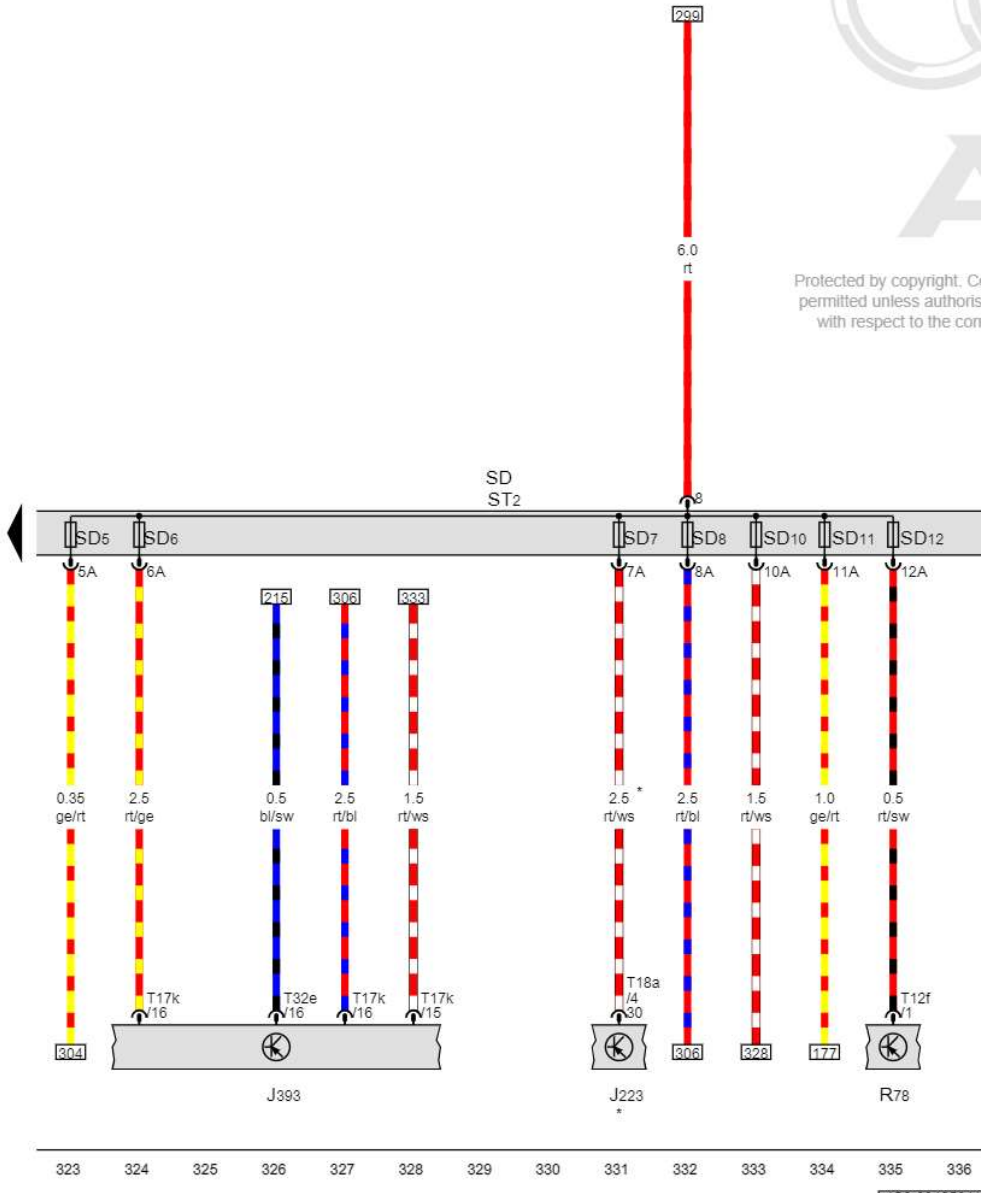 299
6.0
rt
Protected by copyright. Co
permitted unless authoris
with respect to the corr
SD
ST2
8
SD5 SD6 SD7 SD8 SD10 SD11 SD12
5A 6A 7A 8A 10A 11A 12A
215 306 333
0.35 2.5 0.5 2.5 1.5 2.5 * 2.5 1.5 1.0 0.5
ge/rt rt/ge bl/sw rt/bl rt/ws rt/ws rt/bl rt/ws ge/rt rt/sw
T17k T32e T17k T17k T18a T12f
/16 /16 /16 /15 /4 /1
30
304 306 328 177
J393 J223 R78
*
323 324 325 326 327 328 329 330 331 332 333 334 335 336